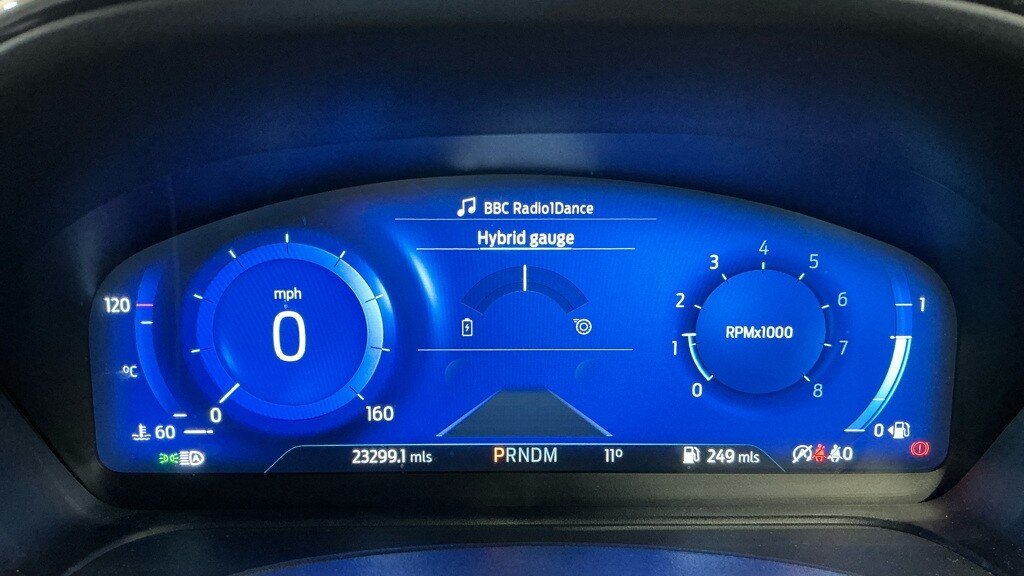 BBC Radio1Dance
Hybrid gauge
120
°C
60
mph
0
0
160
0
1
2
3
4
5
6
7
8
RPMx1000
1
0
23299.1 mls
PRNDM
11°
249 mls
0